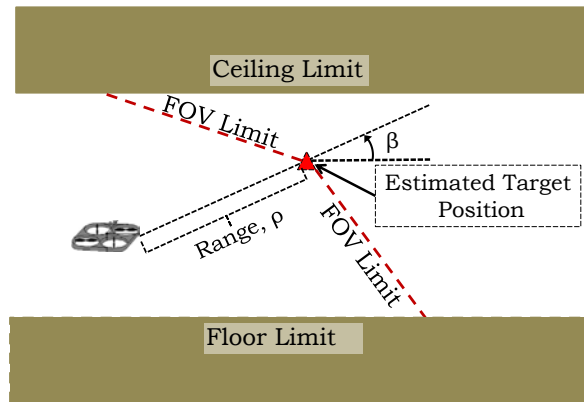 Ceiling Limit
FOV Limit
β
Estimated Target
Position
Range, ρ
FOV Limit
Floor Limit